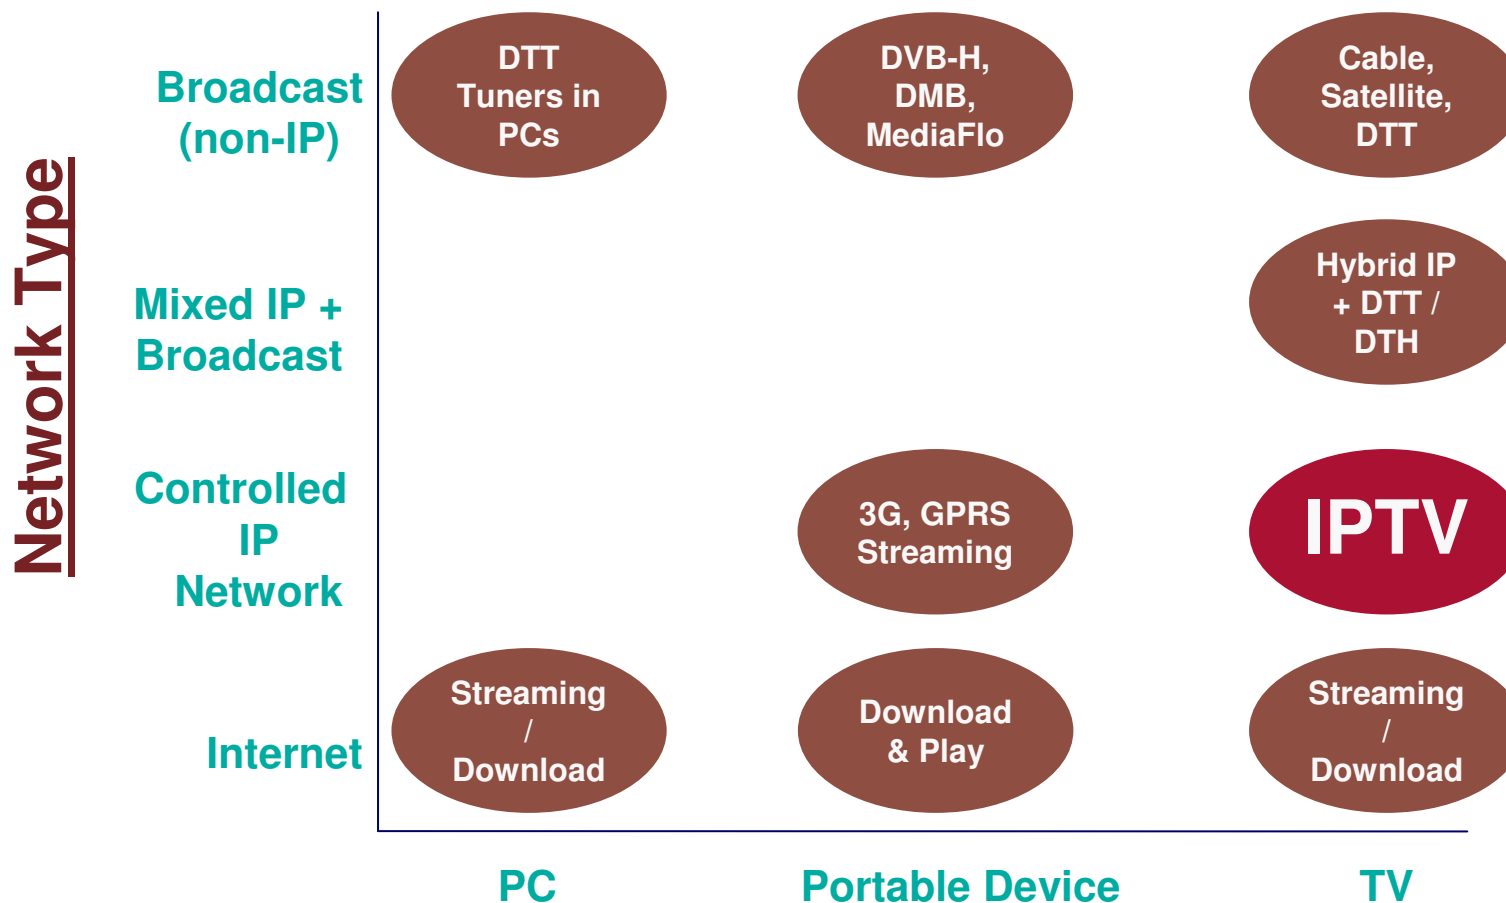 Network Type
Broadcast
(non-IP)
DTT
Tuners in
PCs
DVB-H,
DMB,
MediaFlo
Cable,
Satellite,
DTT
Mixed IP +
Broadcast
Hybrid IP
+ DTT /
DTH
Controlled
IP
Network
3G, GPRS
Streaming
IPTV
Internet
Streaming
/
Download
Download
& Play
Streaming
/
Download
PC
Portable Device
TV